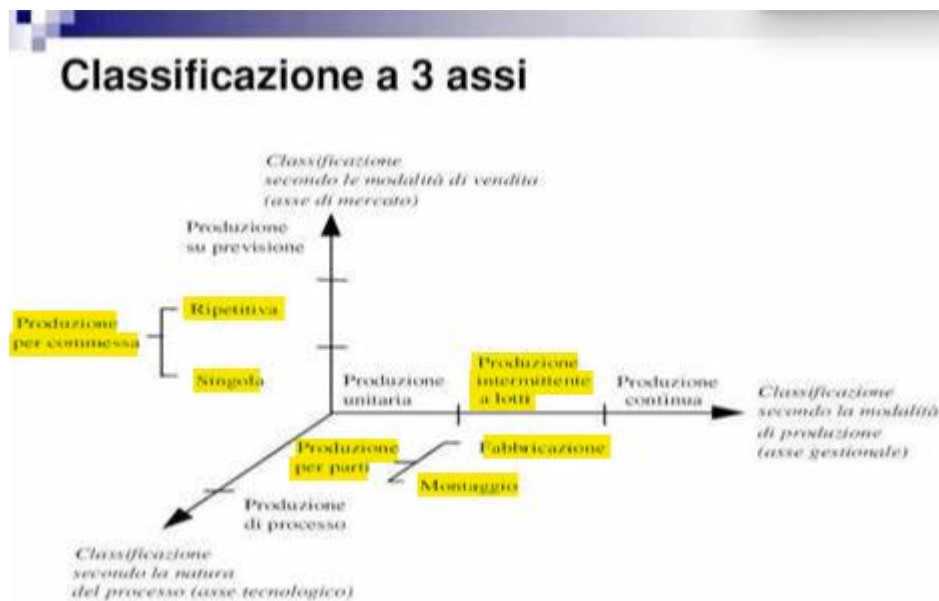 Classificazione a 3 assi
Classificazione
secondo le modalità di vendita
(asse di mercato)
Produzione
su previsione
Ripetitiva
Produzione
per commessa
Singola
Produzione
unitaria
Produzione
intermittente
a lotti
Produzione
continua
Classificazione
secondo la modalità
di produzione
(asse gestionale)
Produzione
per parti
Fabbricazione
Montaggio
Produzione
di processo
Classificazione
secondo la natura
del processo (asse tecnologico)